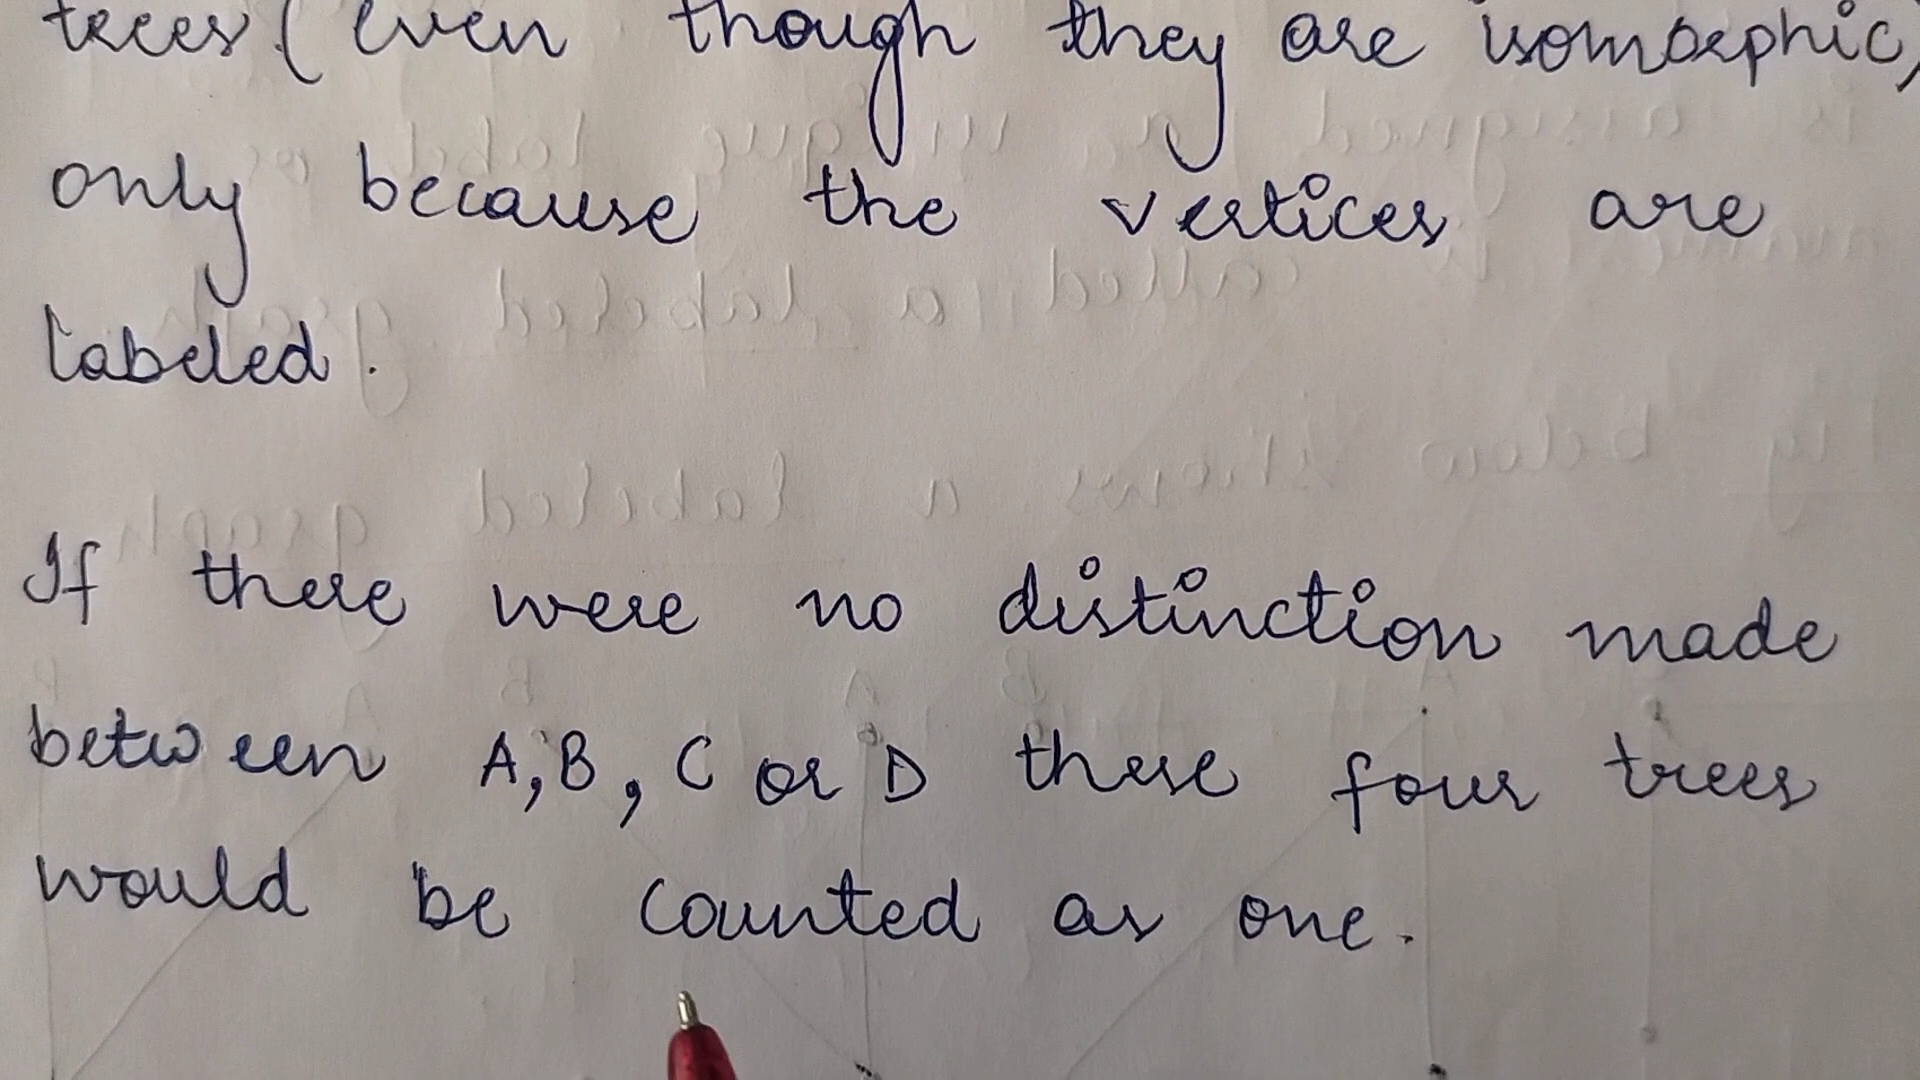 trees (even though they are isomorphic)
only because the vertices are
labeled.
If there were no distinction made
between A, B, C or D these four trees
would be counted as one.